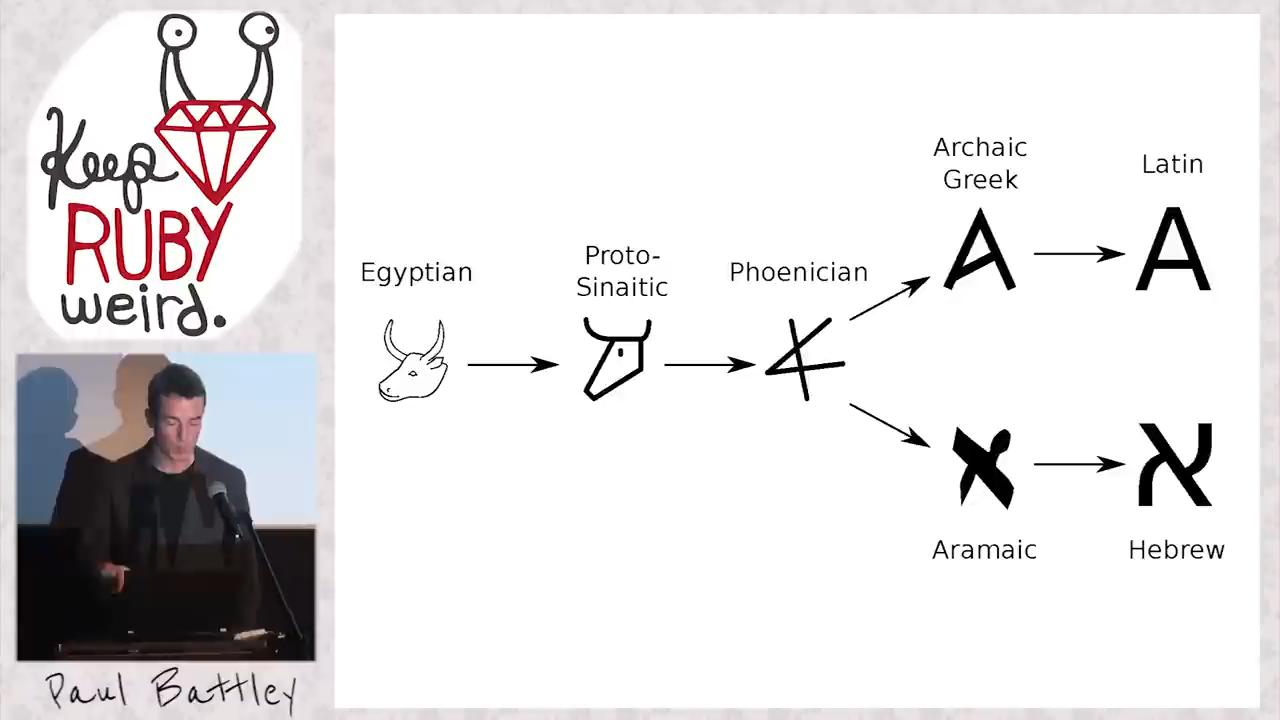 Keep
RUBY
weird.
Paul Battley
Egyptian
Proto-
Sinaitic
Phoenician
Archaic
Greek
A
Latin
A
Aramaic
א
Hebrew